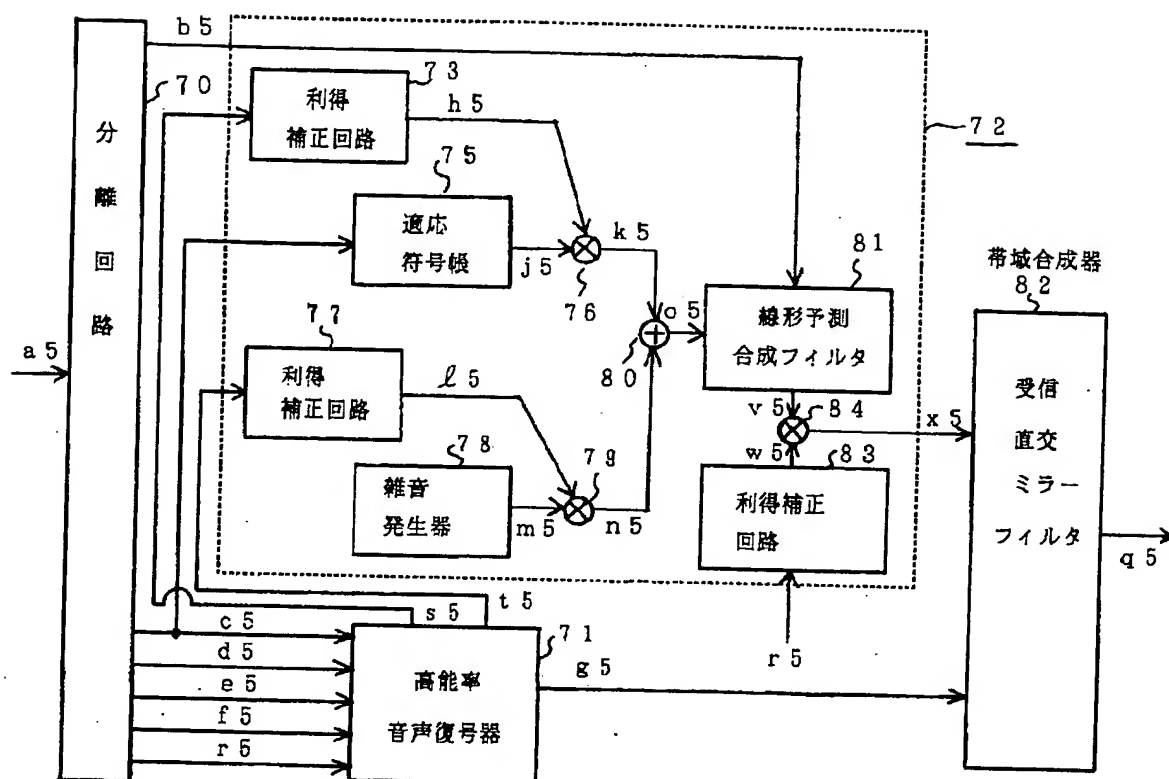 b5
70
分離回路
a5
73
利得
補正回路
h5
72
75
適応
符号帳
j5
k5
76
77
利得
補正回路
ℓ5
78
雑音
発生器
m5
79
n5
80
o5
81
線形予測
合成フィルタ
v5
84
x5
w5
83
利得補正
回路
r5
帯域合成器
82
受信
直交
ミラー
フィルタ
q5
t5
s5
c5
d5
e5
f5
r5
71
高能率
音声復号器
g5